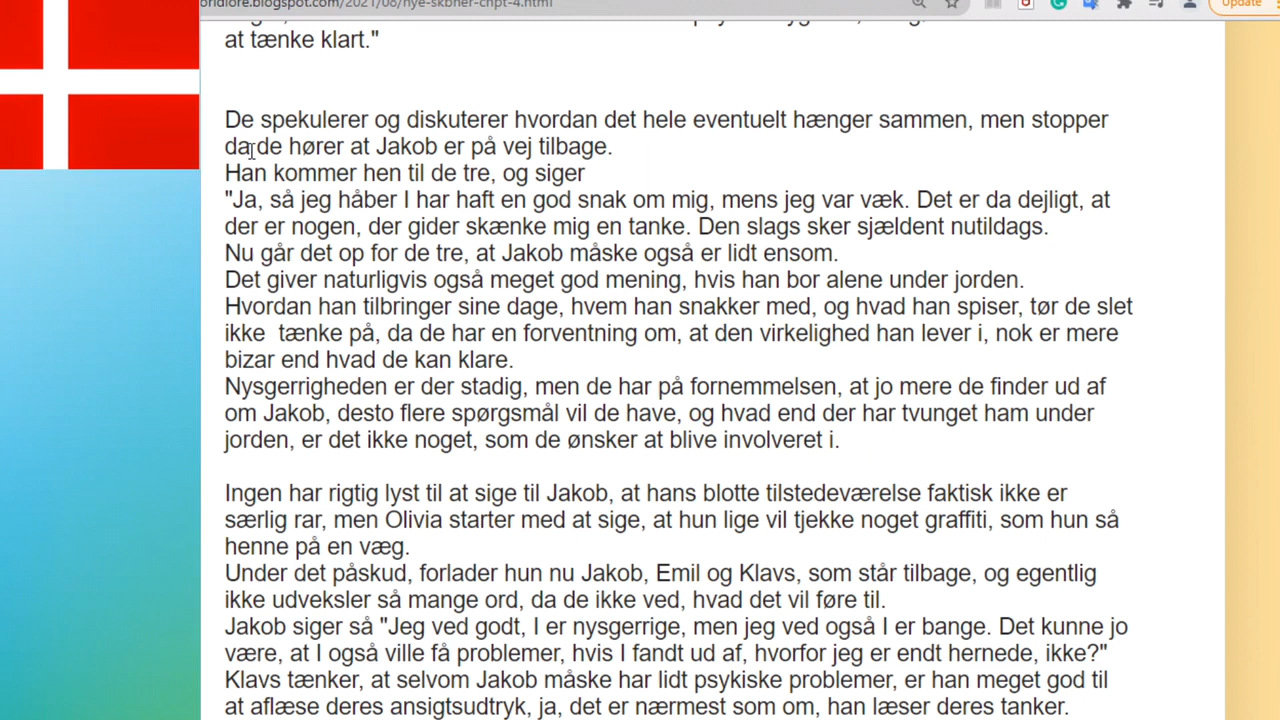 oridlore.blogspot.com/2021/08/nye-skbner-chpt-4.html
Update
at tænke klart."
De spekulerer og diskuterer hvordan det hele eventuelt hænger sammen, men stopper
da de hører at Jakob er på vej tilbage.
Han kommer hen til de tre, og siger
"Ja, så jeg håber I har haft en god snak om mig, mens jeg var væk. Det er da dejligt, at
der er nogen, der gider skænke mig en tanke. Den slags sker sjældent nutildags.
Nu går det op for de tre, at Jakob måske også er lidt ensom.
Det giver naturligvis også meget god mening, hvis han bor alene under jorden.
Hvordan han tilbringer sine dage, hvem han snakker med, og hvad han spiser, tør de slet
ikke  tænke på, da de har en forventning om, at den virkelighed han lever i, nok er mere
bizar end hvad de kan klare.
Nysgerrigheden er der stadig, men de har på fornemmelsen, at jo mere de finder ud af
om Jakob, desto flere spørgsmål vil de have, og hvad end der har tvunget ham under
jorden, er det ikke noget, som de ønsker at blive involveret i.
Ingen har rigtig lyst til at sige til Jakob, at hans blotte tilstedeværelse faktisk ikke er
særlig rar, men Olivia starter med at sige, at hun lige vil tjekke noget graffiti, som hun så
henne på en væg.
Under det påskud, forlader hun nu Jakob, Emil og Klavs, som står tilbage, og egentlig
ikke udveksler så mange ord, da de ikke ved, hvad det vil føre til.
Jakob siger så "Jeg ved godt, I er nysgerrige, men jeg ved også I er bange. Det kunne jo
være, at I også ville få problemer, hvis I fandt ud af, hvorfor jeg er endt hernede, ikke?"
Klavs tænker, at selvom Jakob måske har lidt psykiske problemer, er han meget god til
at aflæse deres ansigtsudtryk, ja, det er nærmest som om, han læser deres tanker.